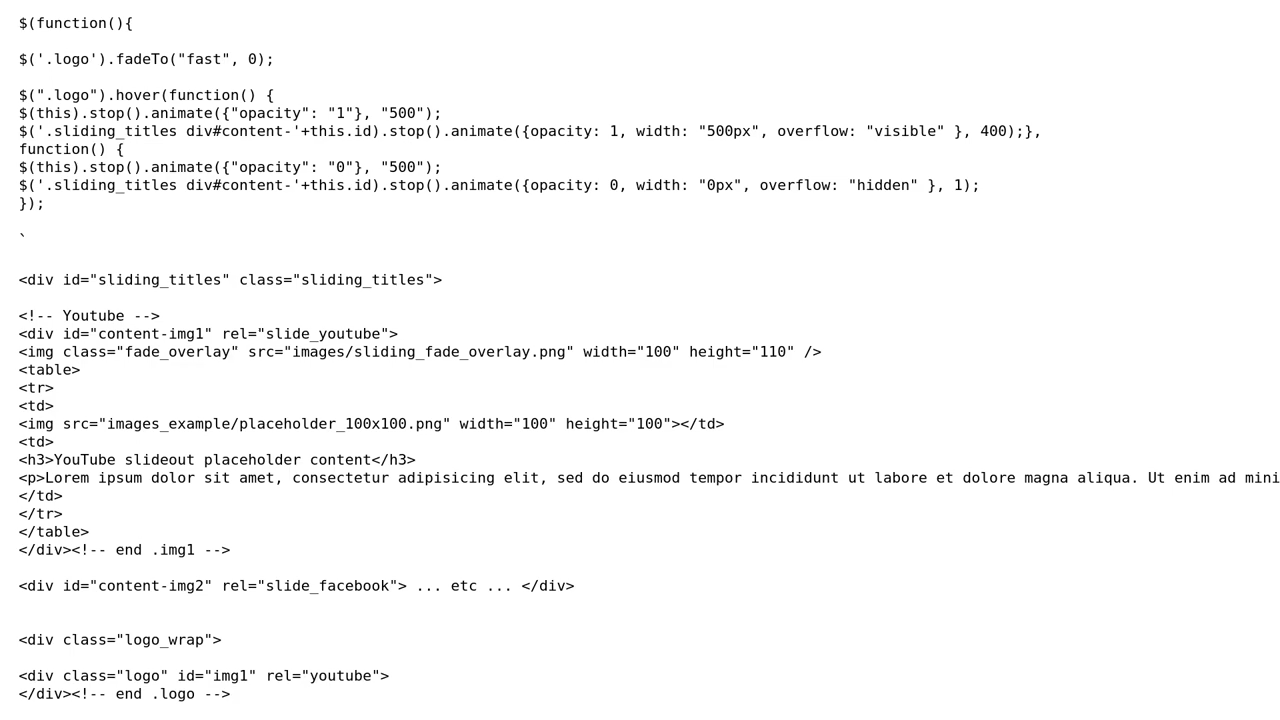 $(function(){
$('.logo').fadeTo("fast", 0);
$(".logo").hover(function() {
$(this).stop().animate({"opacity": "1"}, "500");
$('.sliding_titles div#content-'+this.id).stop().animate({opacity: 1, width: "500px", overflow: "visible" }, 400);},
function() {
$(this).stop().animate({"opacity": "0"}, "500");
$('.sliding_titles div#content-'+this.id).stop().animate({opacity: 0, width: "0px", overflow: "hidden" }, 1);
});
`
<div id="sliding_titles" class="sliding_titles">
<!-- Youtube -->
<div id="content-img1" rel="slide_youtube">
<img class="fade_overlay" src="images/sliding_fade_overlay.png" width="100" height="110" />
<table>
<tr>
<td>
<img src="images_example/placeholder_100x100.png" width="100" height="100"></td>
<td>
<h3>YouTube slideout placeholder content</h3>
<p>Lorem ipsum dolor sit amet, consectetur adipisicing elit, sed do eiusmod tempor incididunt ut labore et dolore magna aliqua. Ut enim ad mini
</td>
</tr>
</table>
</div><!-- end .img1 -->
<div id="content-img2" rel="slide_facebook"> ... etc ... </div>
<div class="logo_wrap">
<div class="logo" id="img1" rel="youtube">
</div><!-- end .logo -->